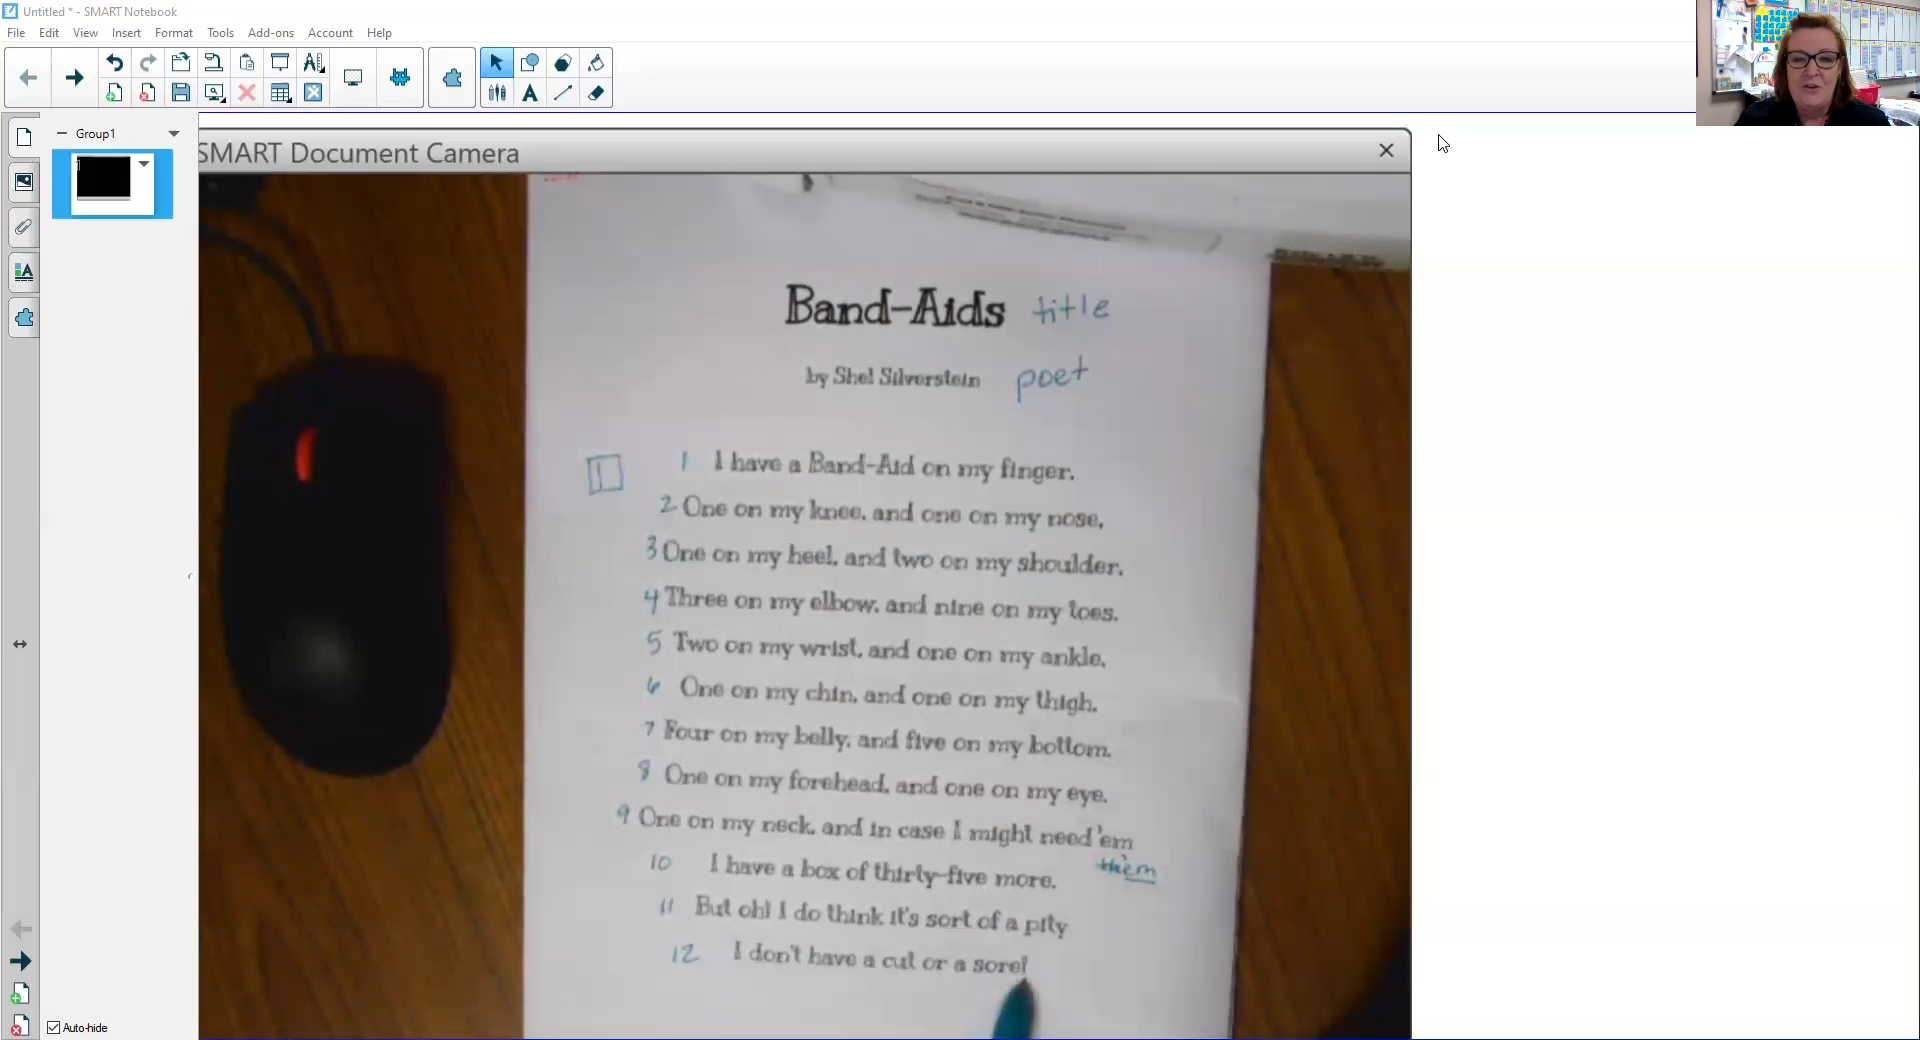 Untitled * - SMART Notebook
File Edit View Insert Format Tools Add-ons Account Help
Group1
SMART Document Camera
Band-Aids title
by Shel Silverstein poet
1
1 I have a Band-Aid on my finger,
2 One on my knee, and one on my nose,
3 One on my heel, and two on my shoulder,
4 Three on my elbow, and nine on my toes.
5 Two on my wrist, and one on my ankle,
6 One on my chin, and one on my thigh,
7 Four on my belly, and five on my bottom,
8 One on my forehead, and one on my eye.
9 One on my neck, and in case I might need 'em
them
10 I have a box of thirty-five more.
11 But oh! I do think it's sort of a pity
12 I don't have a cut or a sore!
Auto-hide